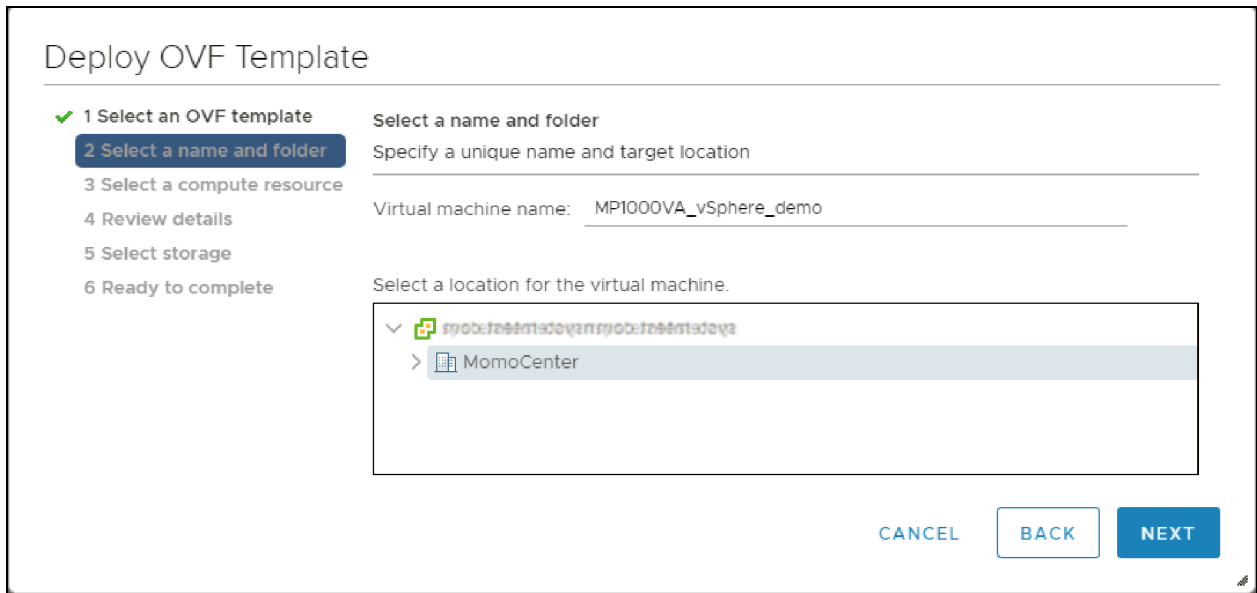 Deploy OVF Template
1 Select an OVF template
2 Select a name and folder
3 Select a compute resource
4 Review details
5 Select storage
6 Ready to complete
Select a name and folder
Specify a unique name and target location
Virtual machine name: MP1000VA_vSphere_demo
Select a location for the virtual machine.
MomoCenter
CANCEL BACK NEXT